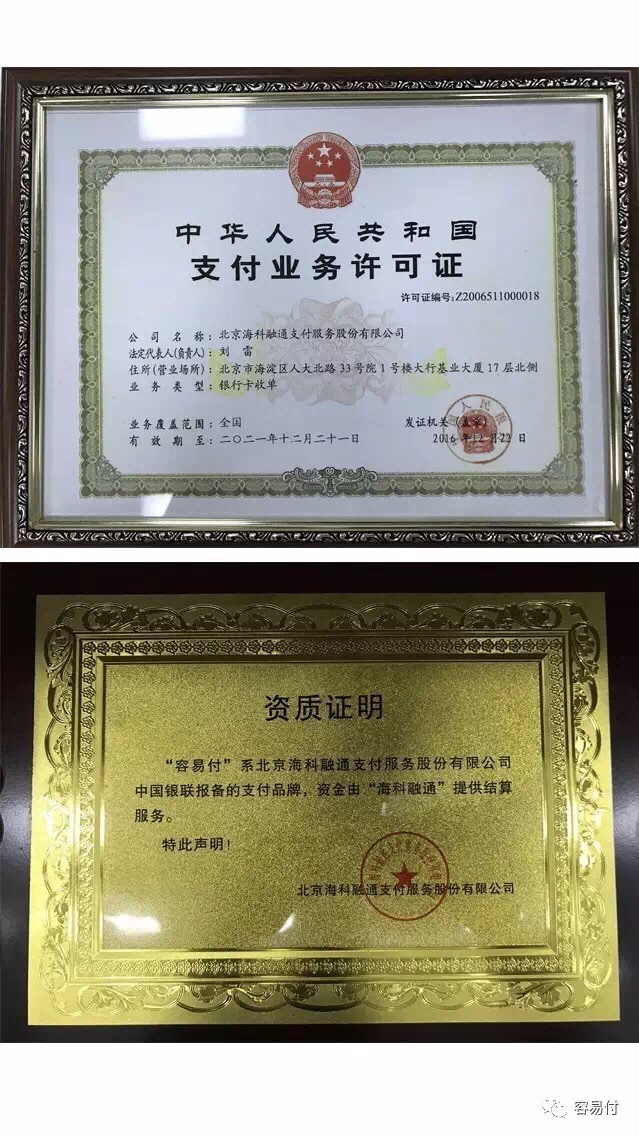 中华人民共和国
支付业务许可证
许可证编号:Z2006511000018
公司名称:北京海科融通支付服务股份有限公司
法定代表人(负责人):刘雷
住所(营业场所):北京市海淀区人大北路33号院1号楼大行基业大厦17层北侧
业务类型:银行卡收单
业务覆盖范围:全国
发证机关(盖章)
有效期至:二〇二一年十二月二十一日
2016年12月22日
资质证明
“容易付”系北京海科融通支付服务股份有限公司
中国银联报备的支付品牌,资金由“海科融通”提供结算
服务。
特此声明!
北京海科融通支付服务股份有限公司
容易付